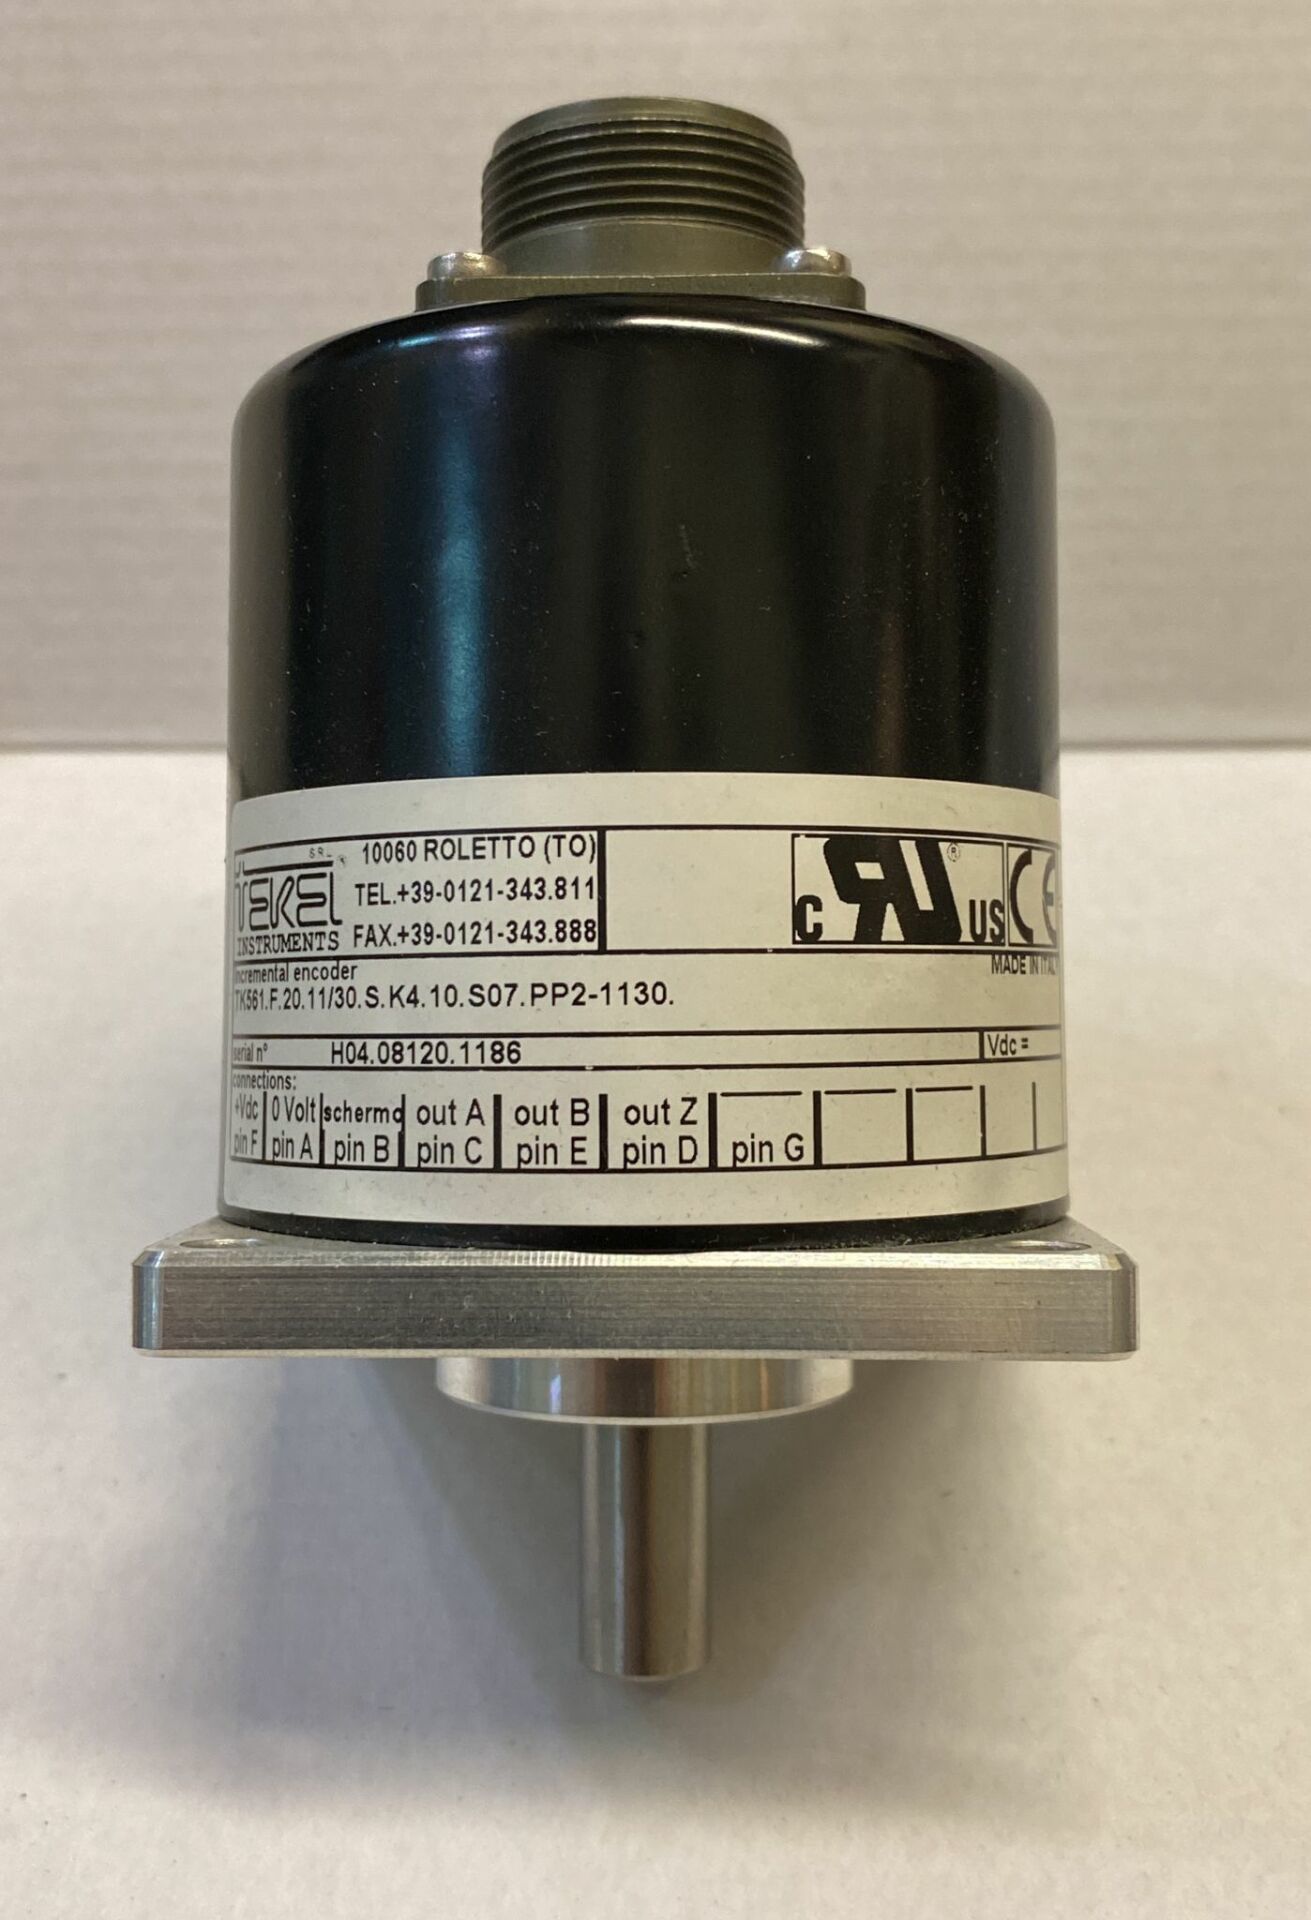 SRL
TEKEL
INSTRUMENTS
10060 ROLETTO (TO)
TEL.+39-0121-343.811
FAX.+39-0121-343.888
c RU ® US CE
MADE IN ITALY
incremental encoder
TK561.F.20.11/30.S.K4.10.S07.PP2-1130.
serial n° H04.08120.1186 Vdc =
connections:
+Vdc 0 Volt schermo out A out B out Z
pin F pin A pin B pin C pin E pin D pin G